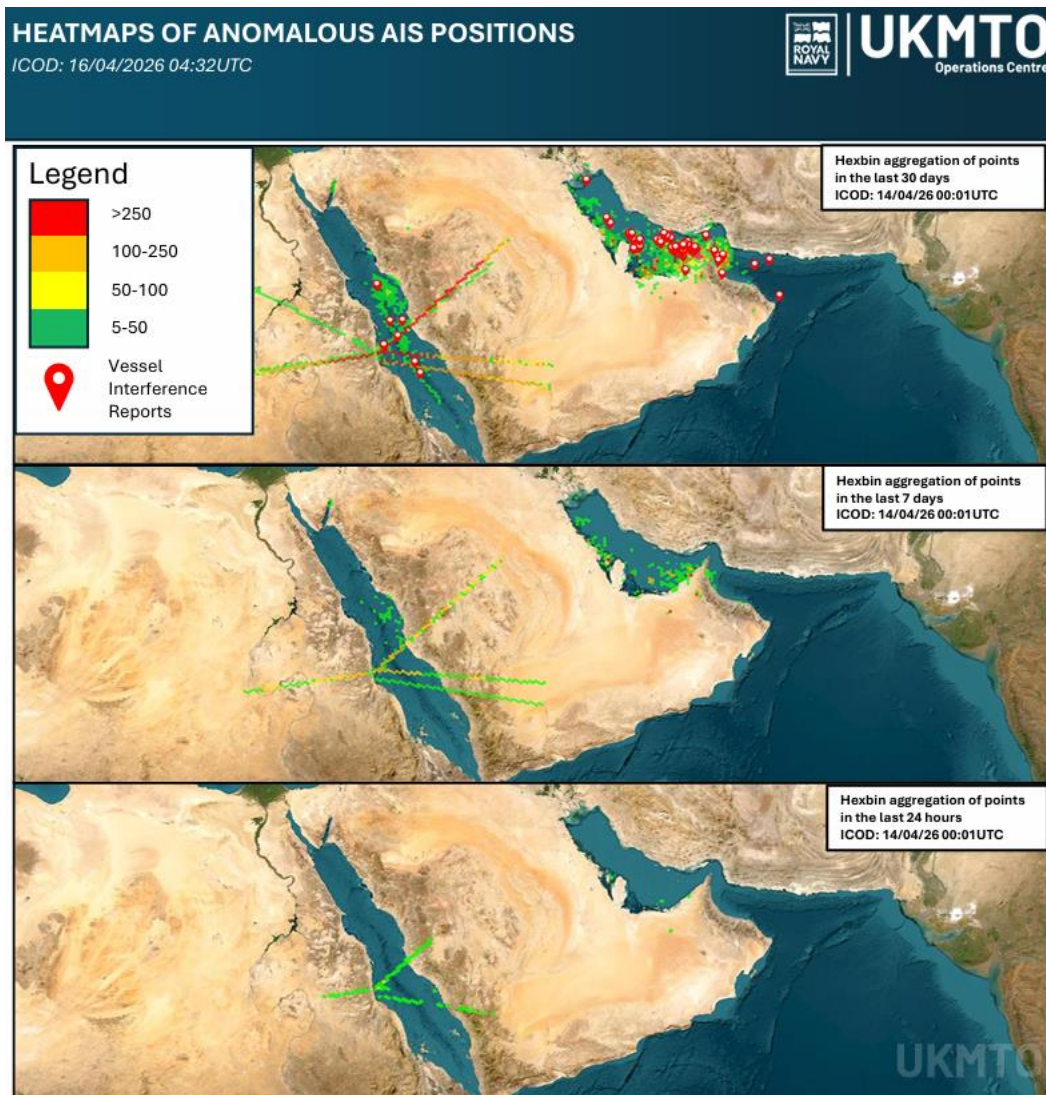 HEATMAPS OF ANOMALOUS AIS POSITIONS
ICOD: 16/04/2026 04:32UTC
ROYAL
NAVY
UKMTO
Operations Centre
Legend
>250
100-250
50-100
5-50
Vessel
Interference
Reports
Hexbin aggregation of points
in the last 30 days
ICOD: 14/04/26 00:01UTC
Hexbin aggregation of points
in the last 7 days
ICOD: 14/04/26 00:01UTC
Hexbin aggregation of points
in the last 24 hours
ICOD: 14/04/26 00:01UTC
UKMTO